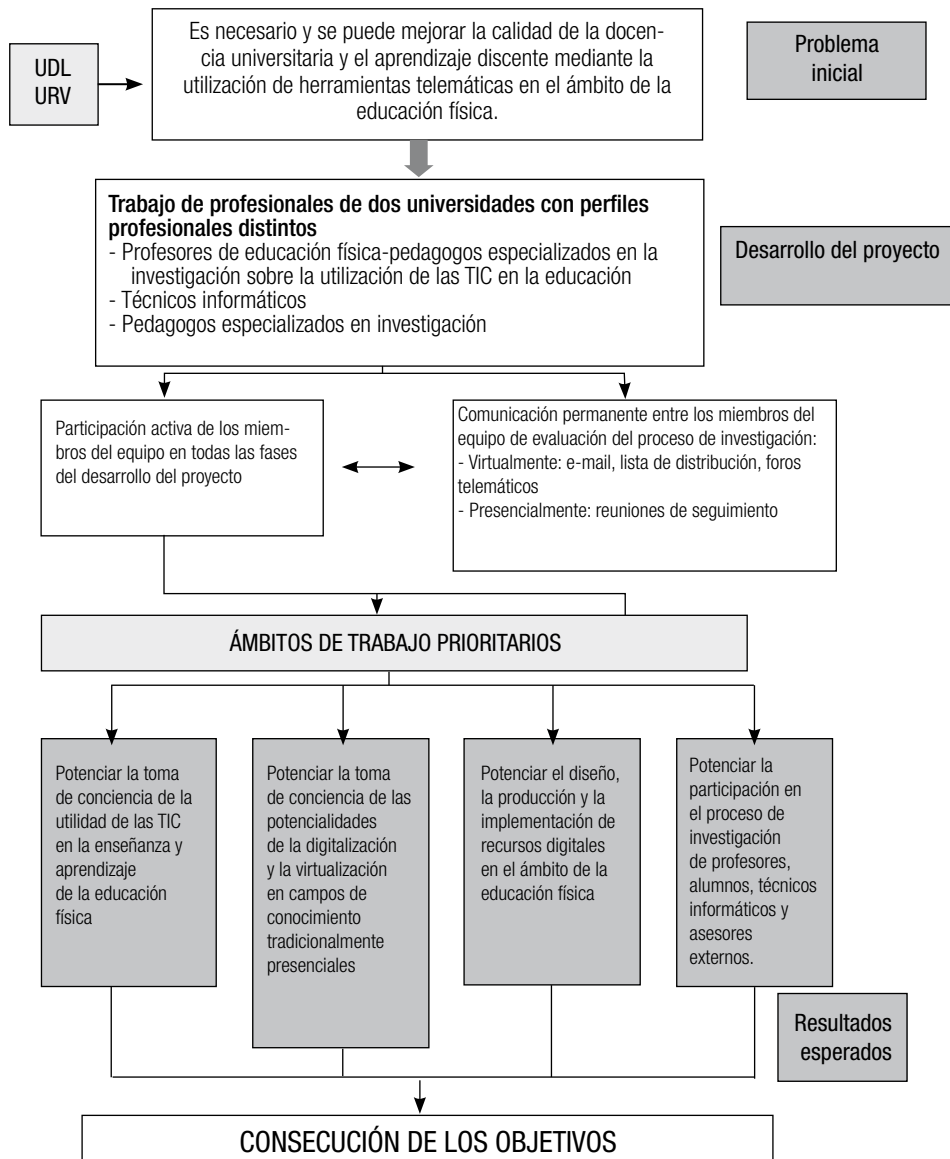 UDL
URV
Es necesario y se puede mejorar la calidad de la docen-
cia universitaria y el aprendizaje discente mediante la
utilización de herramientas telemáticas en el ámbito de la
educación física.
Problema
inicial
Trabajo de profesionales de dos universidades con perfiles
profesionales distintos
- Profesores de educación física-pedagogos especializados en la
investigación sobre la utilización de las TIC en la educación
- Técnicos informáticos
- Pedagogos especializados en investigación
Desarrollo del proyecto
Participación activa de los miem-
bros del equipo en todas las fases
del desarrollo del proyecto
Comunicación permanente entre los miembros del
equipo de evaluación del proceso de investigación:
- Virtualmente: e-mail, lista de distribución, foros
telemáticos
- Presencialmente: reuniones de seguimiento
ÁMBITOS DE TRABAJO PRIORITARIOS
Potenciar la toma
de conciencia de la
utilidad de las TIC
en la enseñanza y
aprendizaje
de la educación
física
Potenciar la toma
de conciencia de las
potencialidades
de la digitalización
y la virtualización
en campos de
conocimiento
tradicionalmente
presenciales
Potenciar el diseño,
la producción y la
implementación de
recursos digitales
en el ámbito de la
educación física
Potenciar la
participación en
el proceso de
investigación
de profesores,
alumnos, técnicos
informáticos y
asesores
externos.
Resultados
esperados
CONSECUCIÓN DE LOS OBJETIVOS